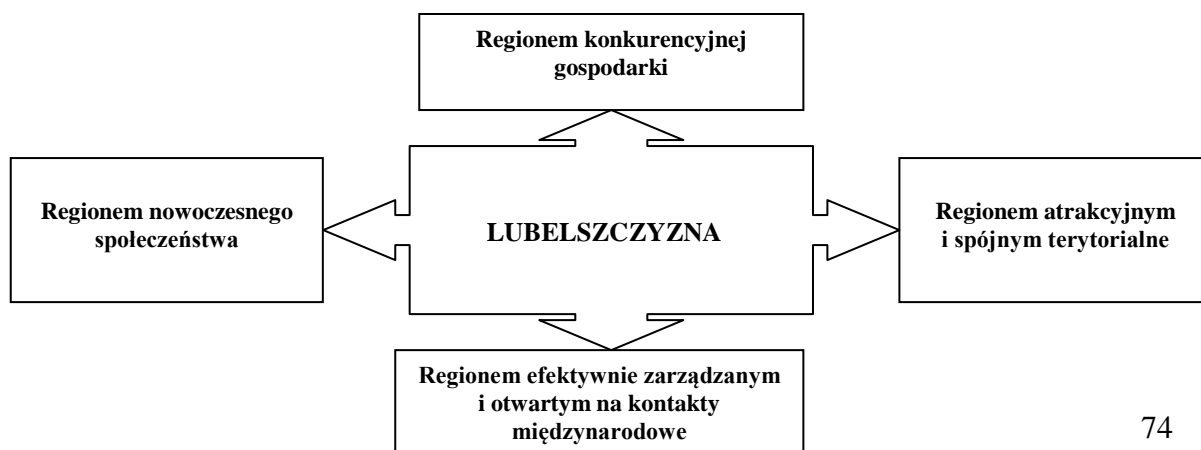 Regionem konkurencyjnej
gospodarki
Regionem nowoczesnego
społeczeństwa
LUBELSZCZYZNA
Regionem atrakcyjnym
i spójnym terytorialne
Regionem efektywnie zarządzanym
i otwartym na kontakty
międzynarodowe
74